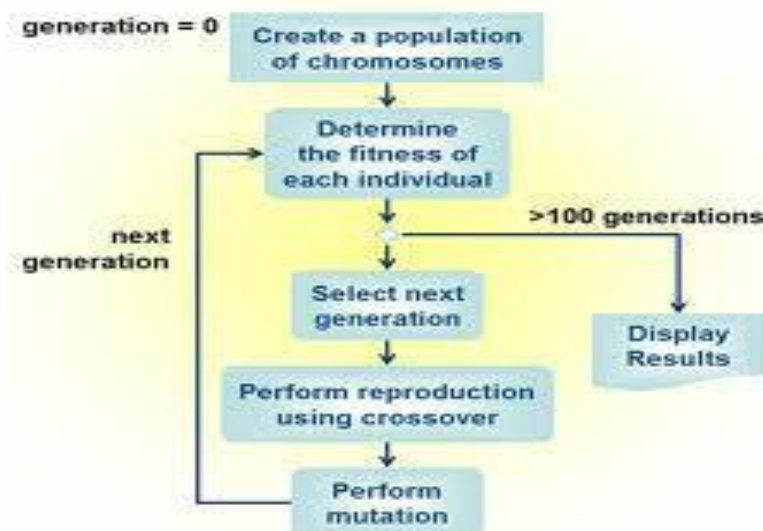 generation = 0
Create a population
of chromosomes
Determine
the fitness of
each individual
>100 generations
next
generation
Select next
generation
Display
Results
Perform reproduction
using crossover
Perform
mutation